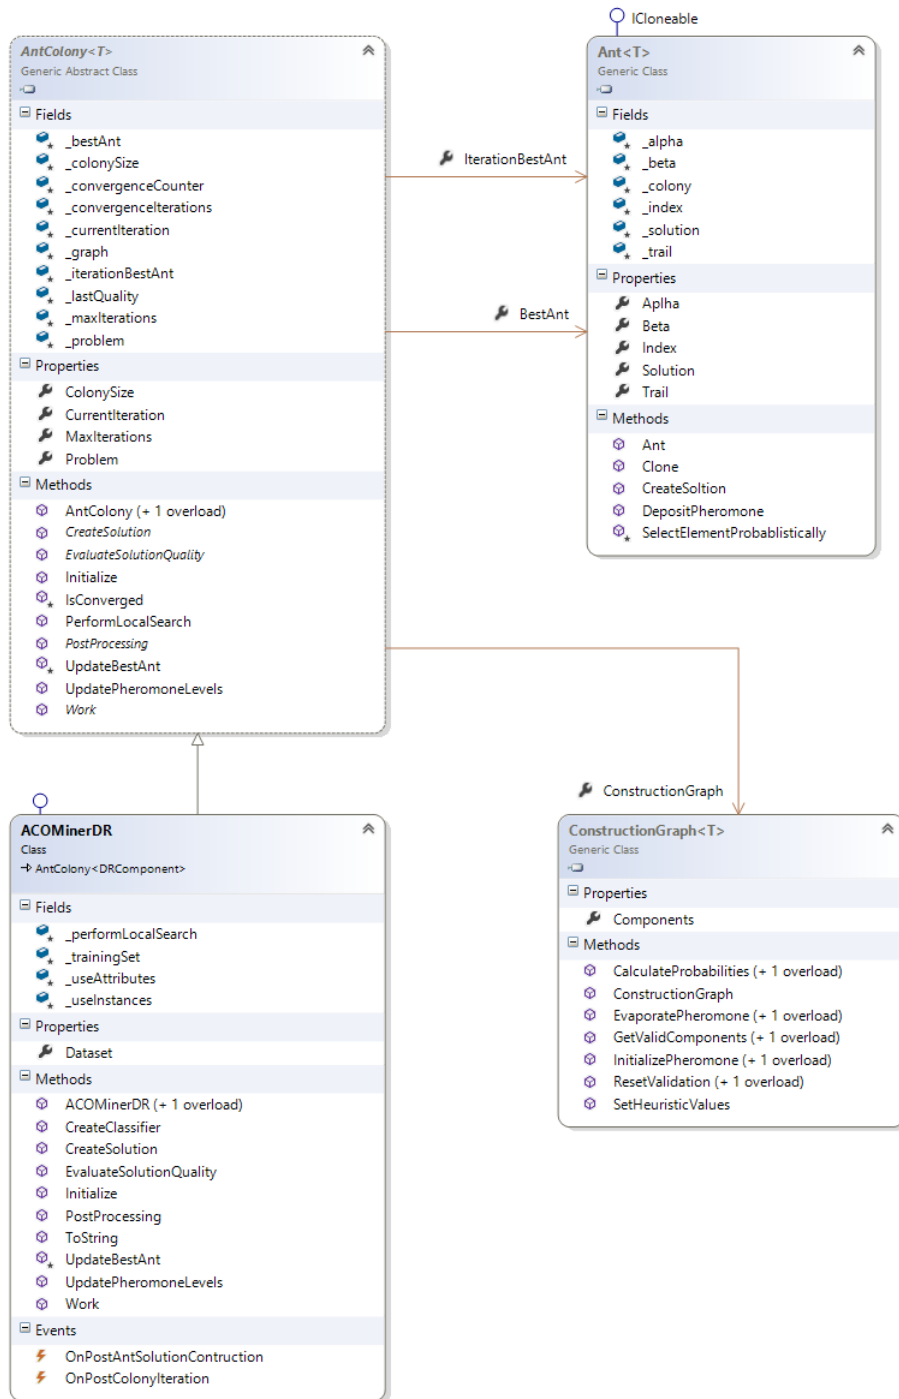 AntColony<T>
Generic Abstract Class
Fields
_bestAnt
_colonySize
_convergenceCounter
_convergenceIterations
_currentIteration
_graph
_iterationBestAnt
_lastQuality
_maxIterations
_problem
Properties
ColonySize
CurrentIteration
MaxIterations
Problem
Methods
AntColony (+ 1 overload)
CreateSolution
EvaluateSolutionQuality
Initialize
IsConverged
PerformLocalSearch
PostProcessing
UpdateBestAnt
UpdatePheromoneLevels
Work
IterationBestAnt
BestAnt
ICloneable
Ant<T>
Generic Class
Fields
_alpha
_beta
_colony
_index
_solution
_trail
Properties
Aplha
Beta
Index
Solution
Trail
Methods
Ant
Clone
CreateSoltion
DepositPheromone
SelectElementProbablistically
ACOMinerDR
Class
AntColony<DRComponent>
Fields
_performLocalSearch
_trainingSet
_useAttributes
_useInstances
Properties
Dataset
Methods
ACOMinerDR (+ 1 overload)
CreateClassifier
CreateSolution
EvaluateSolutionQuality
Initialize
PostProcessing
ToString
UpdateBestAnt
UpdatePheromoneLevels
Work
Events
OnPostAntSolutionContruction
OnPostColonyIteration
ConstructionGraph
ConstructionGraph<T>
Generic Class
Properties
Components
Methods
CalculateProbabilities (+ 1 overload)
ConstructionGraph
EvaporatePheromone (+ 1 overload)
GetValidComponents (+ 1 overload)
InitializePheromone (+ 1 overload)
ResetValidation (+ 1 overload)
SetHeuristicValues